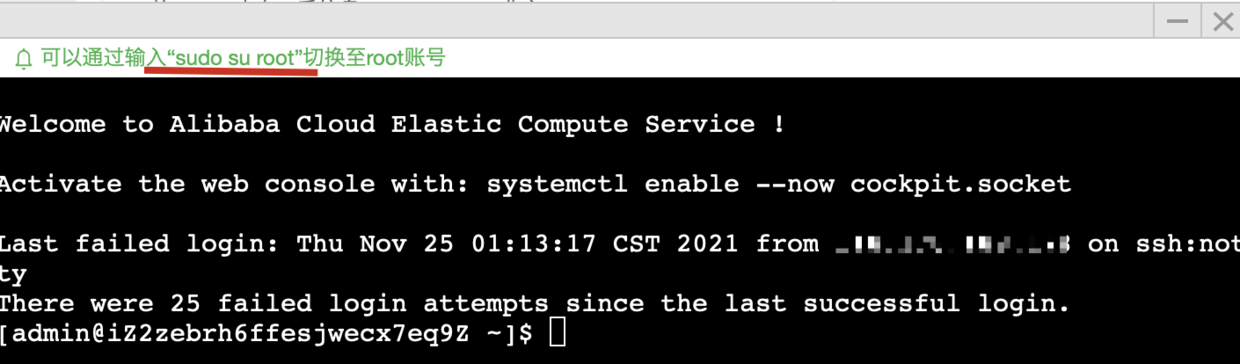 可以通过输入“sudo su root”切换至root账号
Welcome to Alibaba Cloud Elastic Compute Service !
Activate the web console with: systemctl enable --now cockpit.socket
Last failed login: Thu Nov 25 01:13:17 CST 2021 from on ssh:not
ty
There were 25 failed login attempts since the last successful login.
[admin@iZ2zebrh6ffesjwecx7eq9Z ~]$